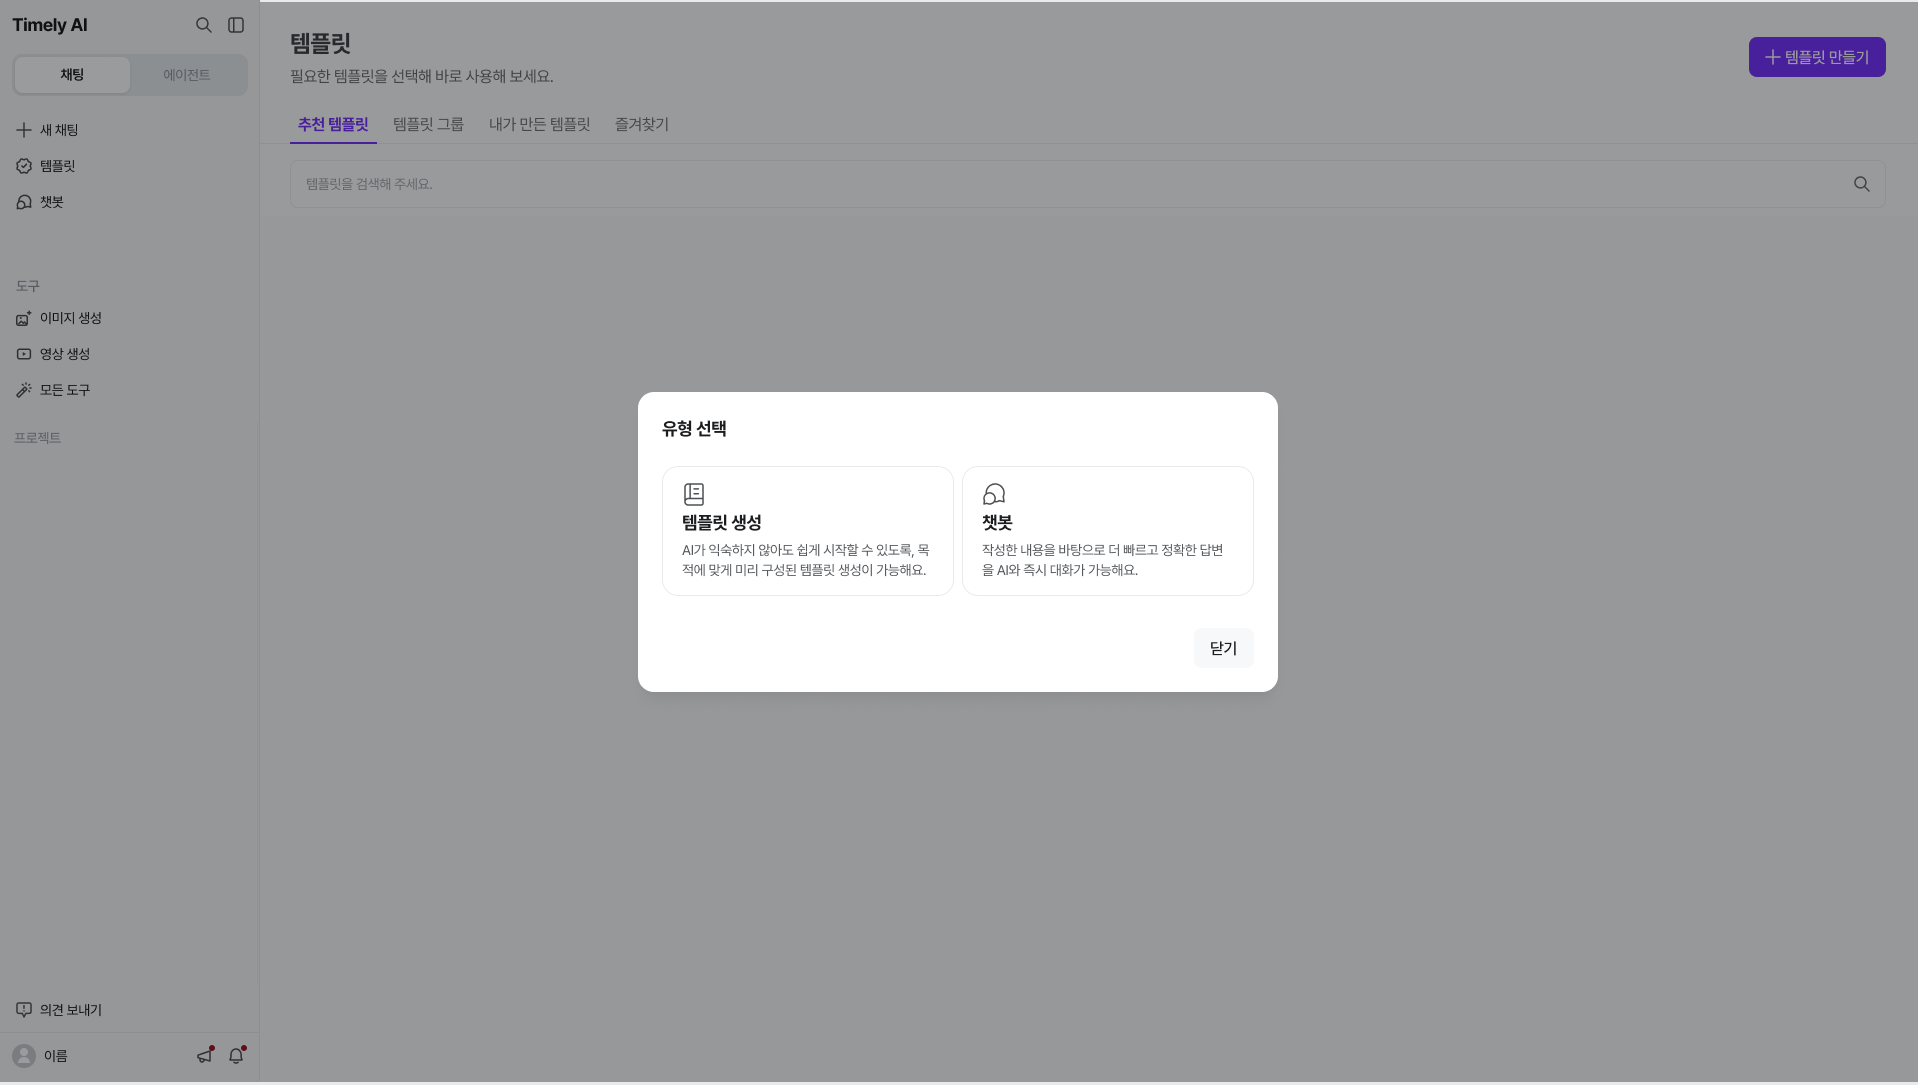 Timely AI
채팅
에이전트
새 채팅
템플릿
챗봇
도구
이미지 생성
영상 생성
모든 도구
프로젝트
의견 보내기
이름
템플릿
필요한 템플릿을 선택해 바로 사용해 보세요.
템플릿 만들기
추천 템플릿
템플릿 그룹
내가 만든 템플릿
즐겨찾기
템플릿을 검색해 주세요.
유형 선택
템플릿 생성
AI가 익숙하지 않아도 쉽게 시작할 수 있도록, 목
적에 맞게 미리 구성된 템플릿 생성이 가능해요.
챗봇
작성한 내용을 바탕으로 더 빠르고 정확한 답변
을 AI와 즉시 대화가 가능해요.
닫기